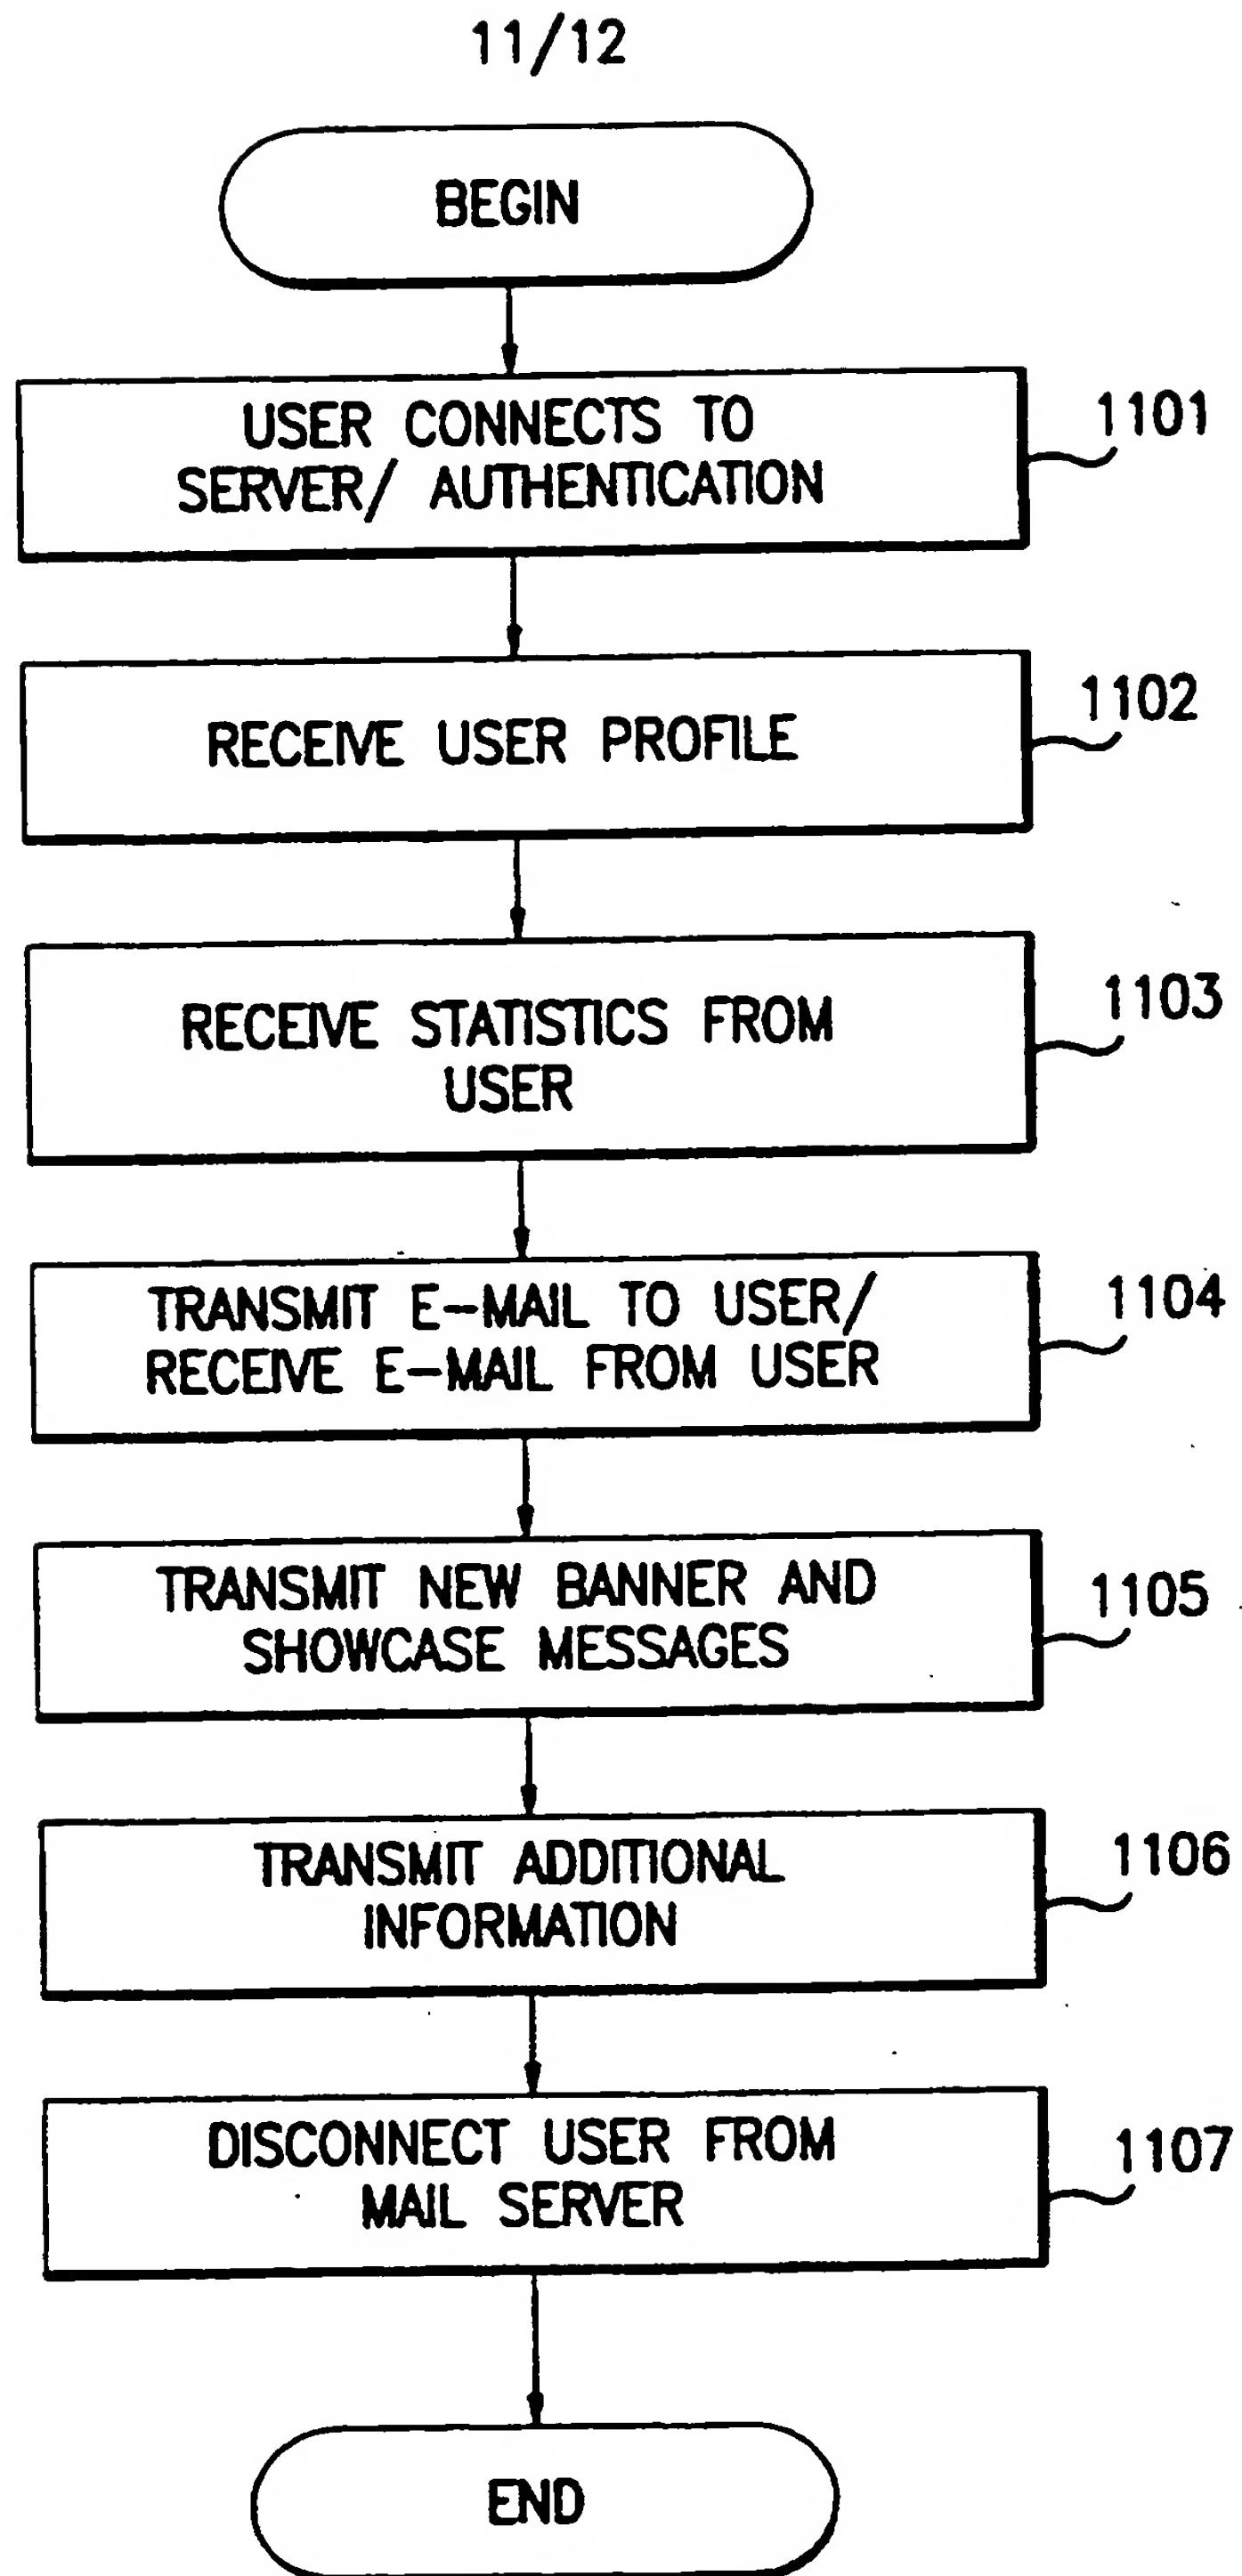 11/12
BEGIN
USER CONNECTS TO
SERVER/ AUTHENTICATION
1101
RECEIVE USER PROFILE
1102
RECEIVE STATISTICS FROM
USER
1103
TRANSMIT E-MAIL TO USER/
RECEIVE E-MAIL FROM USER
1104
TRANSMIT NEW BANNER AND
SHOWCASE MESSAGES
1105
TRANSMIT ADDITIONAL
INFORMATION
1106
DISCONNECT USER FROM
MAIL SERVER
1107
END